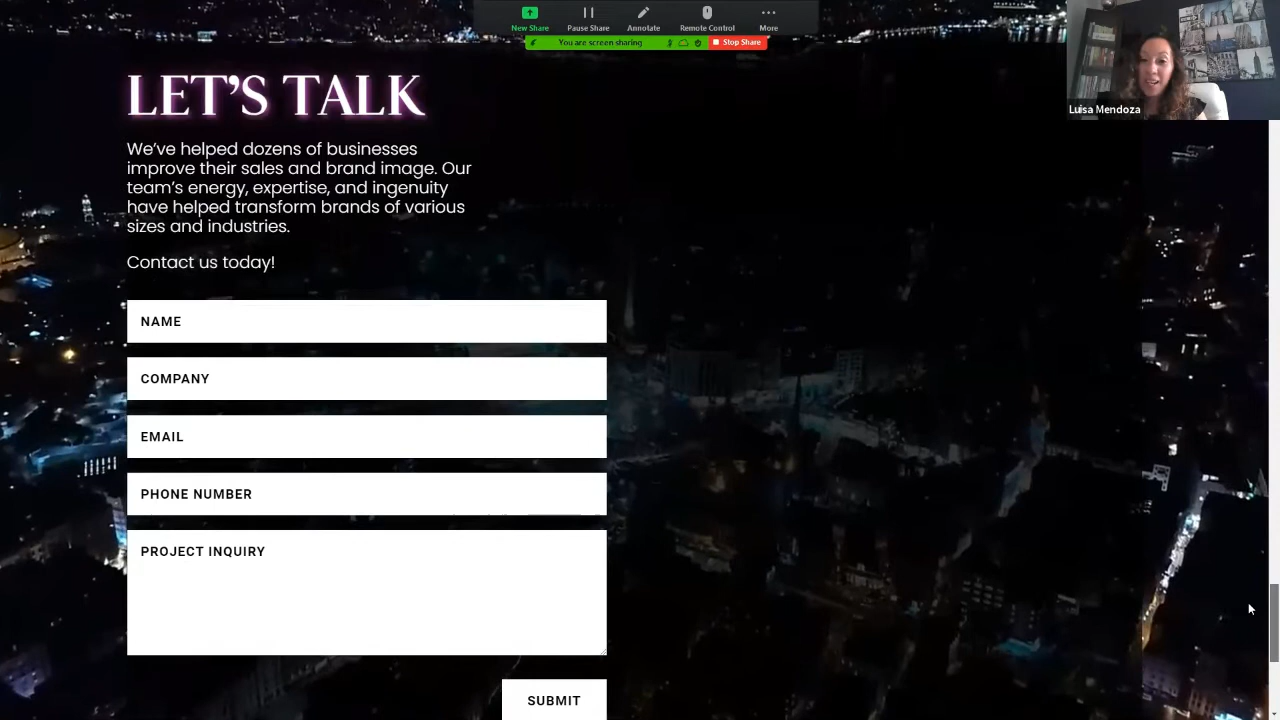 New Share
Pause Share
Annotate
Remote Control
More
You are screen sharing
Stop Share
Luisa Mendoza
LET’S TALK
We’ve helped dozens of businesses
improve their sales and brand image. Our
team’s energy, expertise, and ingenuity
have helped transform brands of various
sizes and industries.
Contact us today!
NAME
COMPANY
EMAIL
PHONE NUMBER
PROJECT INQUIRY
SUBMIT